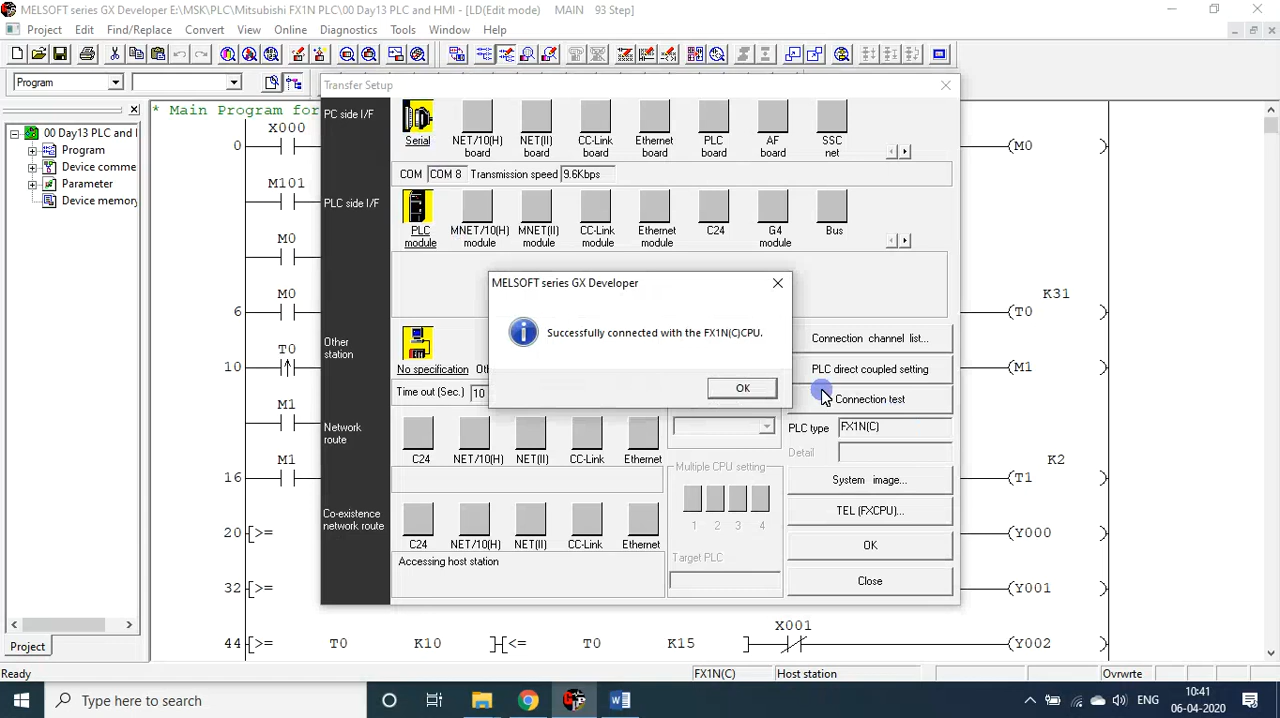 MELSOFT series GX Developer E:\MSK\PLC\Mitsubishi FX1N PLC\00 Day13 PLC and HMI - [LD(Edit mode)    MAIN    93 Step]
Project Edit Find/Replace Convert View Online Diagnostics Tools Window Help
Program
Transfer Setup
00 Day13 PLC and I
Program
Device comme
Parameter
Device memory
Project
* Main Program for
0 X000 M0
M101
M0
6 M0 K31 T0
10 T0 M1
M1
16 M1 K2 T1
20 [>= Y000
32 [>= Y001
44 [>= T0 K10 ]-[<= T0 K15 ] X001 Y002
PC side I/F
Serial
NET/10(H) board
NET(II) board
CC-Link board
Ethernet board
PLC board
AF board
SSC net
COM COM 8 Transmission speed 9.6Kbps
PLC side I/F
PLC module
MNET/10(H) module
MNET(II) module
CC-Link module
Ethernet module
C24
G4 module
Bus
MELSOFT series GX Developer
Successfully connected with the FX1N(C)CPU.
OK
Other station
No specification
Time out (Sec.) 10
Network route
C24 NET/10(H) NET(II) CC-Link Ethernet
Co-existence network route
C24 NET/10(H) NET(II) CC-Link Ethernet
Accessing host station
Multiple CPU setting
1 2 3 4
Target PLC
Connection channel list...
PLC direct coupled setting
Connection test
PLC type FX1N(C)
Detail
System image...
TEL (FXCPU)...
OK
Close
Ready FX1N(C) Host station Ovrwrte
Type here to search
ENG
10:41
06-04-2020